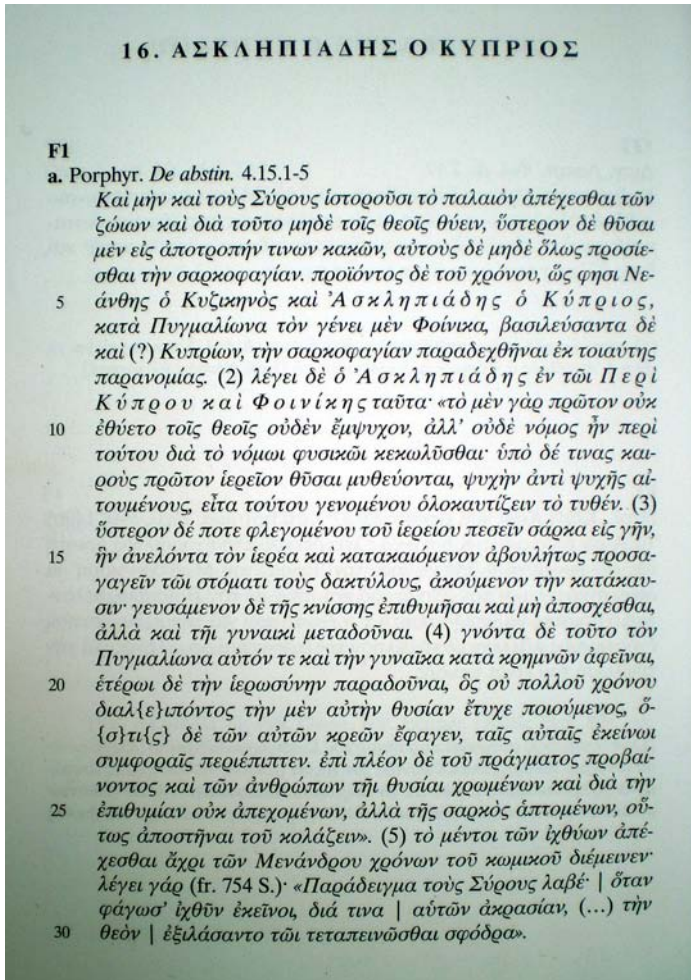 16. ΑΣΚΛΗΠΙΑΔΗΣ Ο ΚΥΠΡΙΟΣ
F1
a. Porphyr. De abstin. 4.15.1-5
Καὶ μὴν καὶ τοὺς Σύρους ἱστοροῦσι τὸ παλαιὸν ἀπέχεσθαι τῶν
ζώιων καὶ διὰ τοῦτο μηδὲ τοῖς θεοῖς θύειν, ὕστερον δὲ θῦσαι
μὲν εἰς ἀποτροπήν τινων κακῶν, αὐτοὺς δὲ μηδὲ ὅλως προσίε-
σθαι τὴν σαρκοφαγίαν. προϊόντος δὲ τοῦ χρόνου, ὥς φησι Νε-
5 άνθης ὁ Κυζικηνὸς καὶ Ἀσκληπιάδης ὁ Κύπριος,
κατὰ Πυγμαλίωνα τὸν γένει μὲν Φοίνικα, βασιλεύσαντα δὲ
καὶ (?) Κυπρίων, τὴν σαρκοφαγίαν παραδεχθῆναι ἐκ τοιαύτης
παρανομίας. (2) λέγει δὲ ὁ Ἀσκληπιάδης ἐν τῶι Περὶ
Κύπρου καὶ Φοινίκης ταῦτα· «τὸ μὲν γὰρ πρῶτον οὐκ
10 ἐθύετο τοῖς θεοῖς οὐδὲν ἔμψυχον, ἀλλ' οὐδὲ νόμος ἦν περὶ
τούτου διὰ τὸ νόμωι φυσικῶι κεκωλῦσθαι· ὑπὸ δέ τινας και-
ροὺς πρῶτον ἱερεῖον θῦσαι μυθεύονται, ψυχὴν ἀντὶ ψυχῆς αἰ-
τουμένους, εἶτα τούτου γενομένου ὁλοκαυτίζειν τὸ τυθέν. (3)
ὕστερον δέ ποτε φλεγομένου τοῦ ἱερείου πεσεῖν σάρκα εἰς γῆν,
15 ἣν ἀνελόντα τὸν ἱερέα καὶ κατακαιόμενον ἀβουλήτως προσα-
γαγεῖν τῶι στόματι τοὺς δακτύλους, ἀκούμενον τὴν κατάκαυ-
σιν· γευσάμενον δὲ τῆς κνίσσης ἐπιθυμῆσαι καὶ μὴ ἀποσχέσθαι,
ἀλλὰ καὶ τῆι γυναικὶ μεταδοῦναι. (4) γνόντα δὲ τοῦτο τὸν
Πυγμαλίωνα αὐτόν τε καὶ τὴν γυναῖκα κατὰ κρημνῶν ἀφεῖναι,
20 ἑτέρωι δὲ τὴν ἱερωσύνην παραδοῦναι, ὃς οὐ πολλοῦ χρόνου
διαλ{ε}ιπόντος τὴν μὲν αὐτὴν θυσίαν ἔτυχε ποιούμενος, ὅ-
{σ}τι{ς} δὲ τῶν αὐτῶν κρεῶν ἔφαγεν, ταῖς αὐταῖς ἐκείνωι
συμφοραῖς περιέπιπτεν. ἐπὶ πλέον δὲ τοῦ πράγματος προβαί-
νοντος καὶ τῶν ἀνθρώπων τῆι θυσίαι χρωμένων καὶ διὰ τὴν
25 ἐπιθυμίαν οὐκ ἀπεχομένων, ἀλλὰ τῆς σαρκὸς ἁπτομένων, οὕ-
τως ἀποστῆναι τοῦ κολάζειν». (5) τὸ μέντοι τῶν ἰχθύων ἀπέ-
χεσθαι ἄχρι τῶν Μενάνδρου χρόνων τοῦ κωμικοῦ διέμεινεν·
λέγει γάρ (fr. 754 S.)· «Παράδειγμα τοὺς Σύρους λαβέ· | ὅταν
φάγωσ' ἰχθῦν ἐκεῖνοι, διά τινα | αὑτῶν ἀκρασίαν, (...) τὴν
30 θεὸν | ἐξιλάσαντο τῶι τεταπεινῶσθαι σφόδρα».